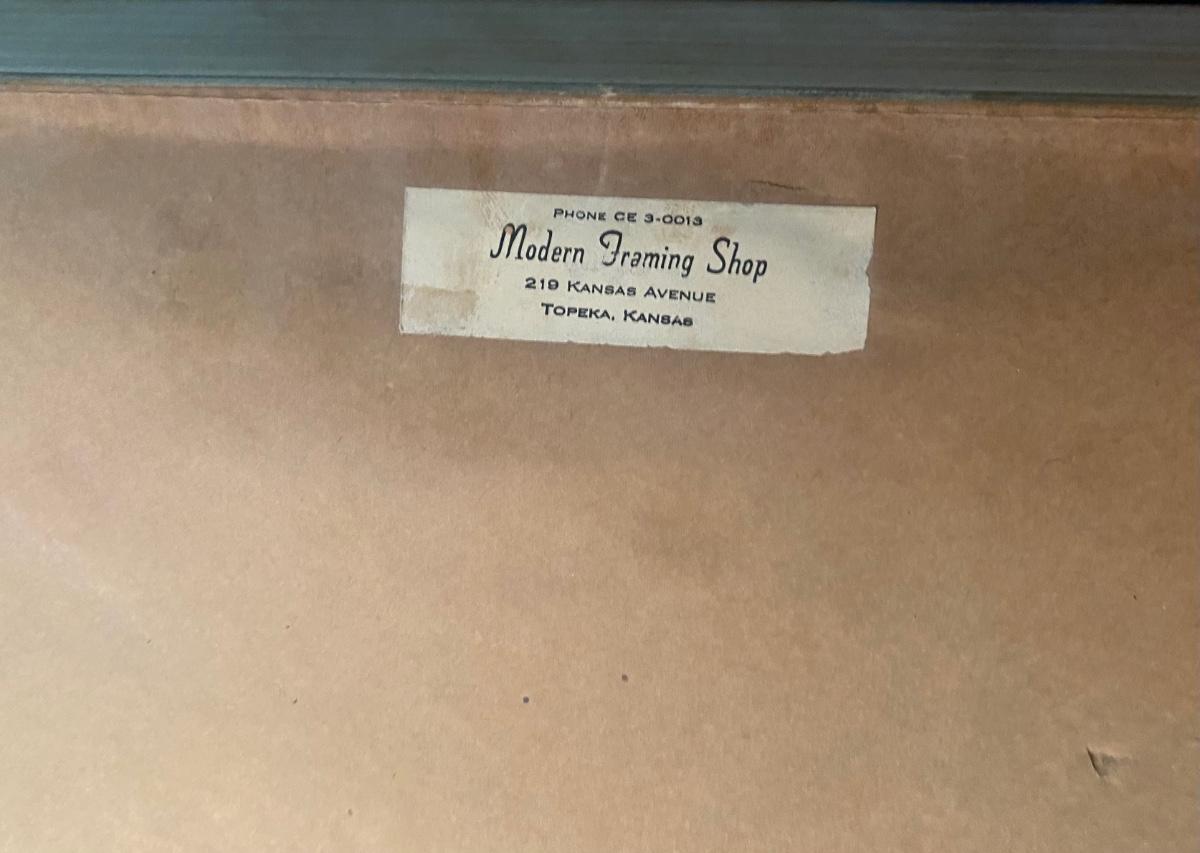 PHONE CE 3-0013
Modern Framing Shop
219 KANSAS AVENUE
TOPEKA, KANSAS